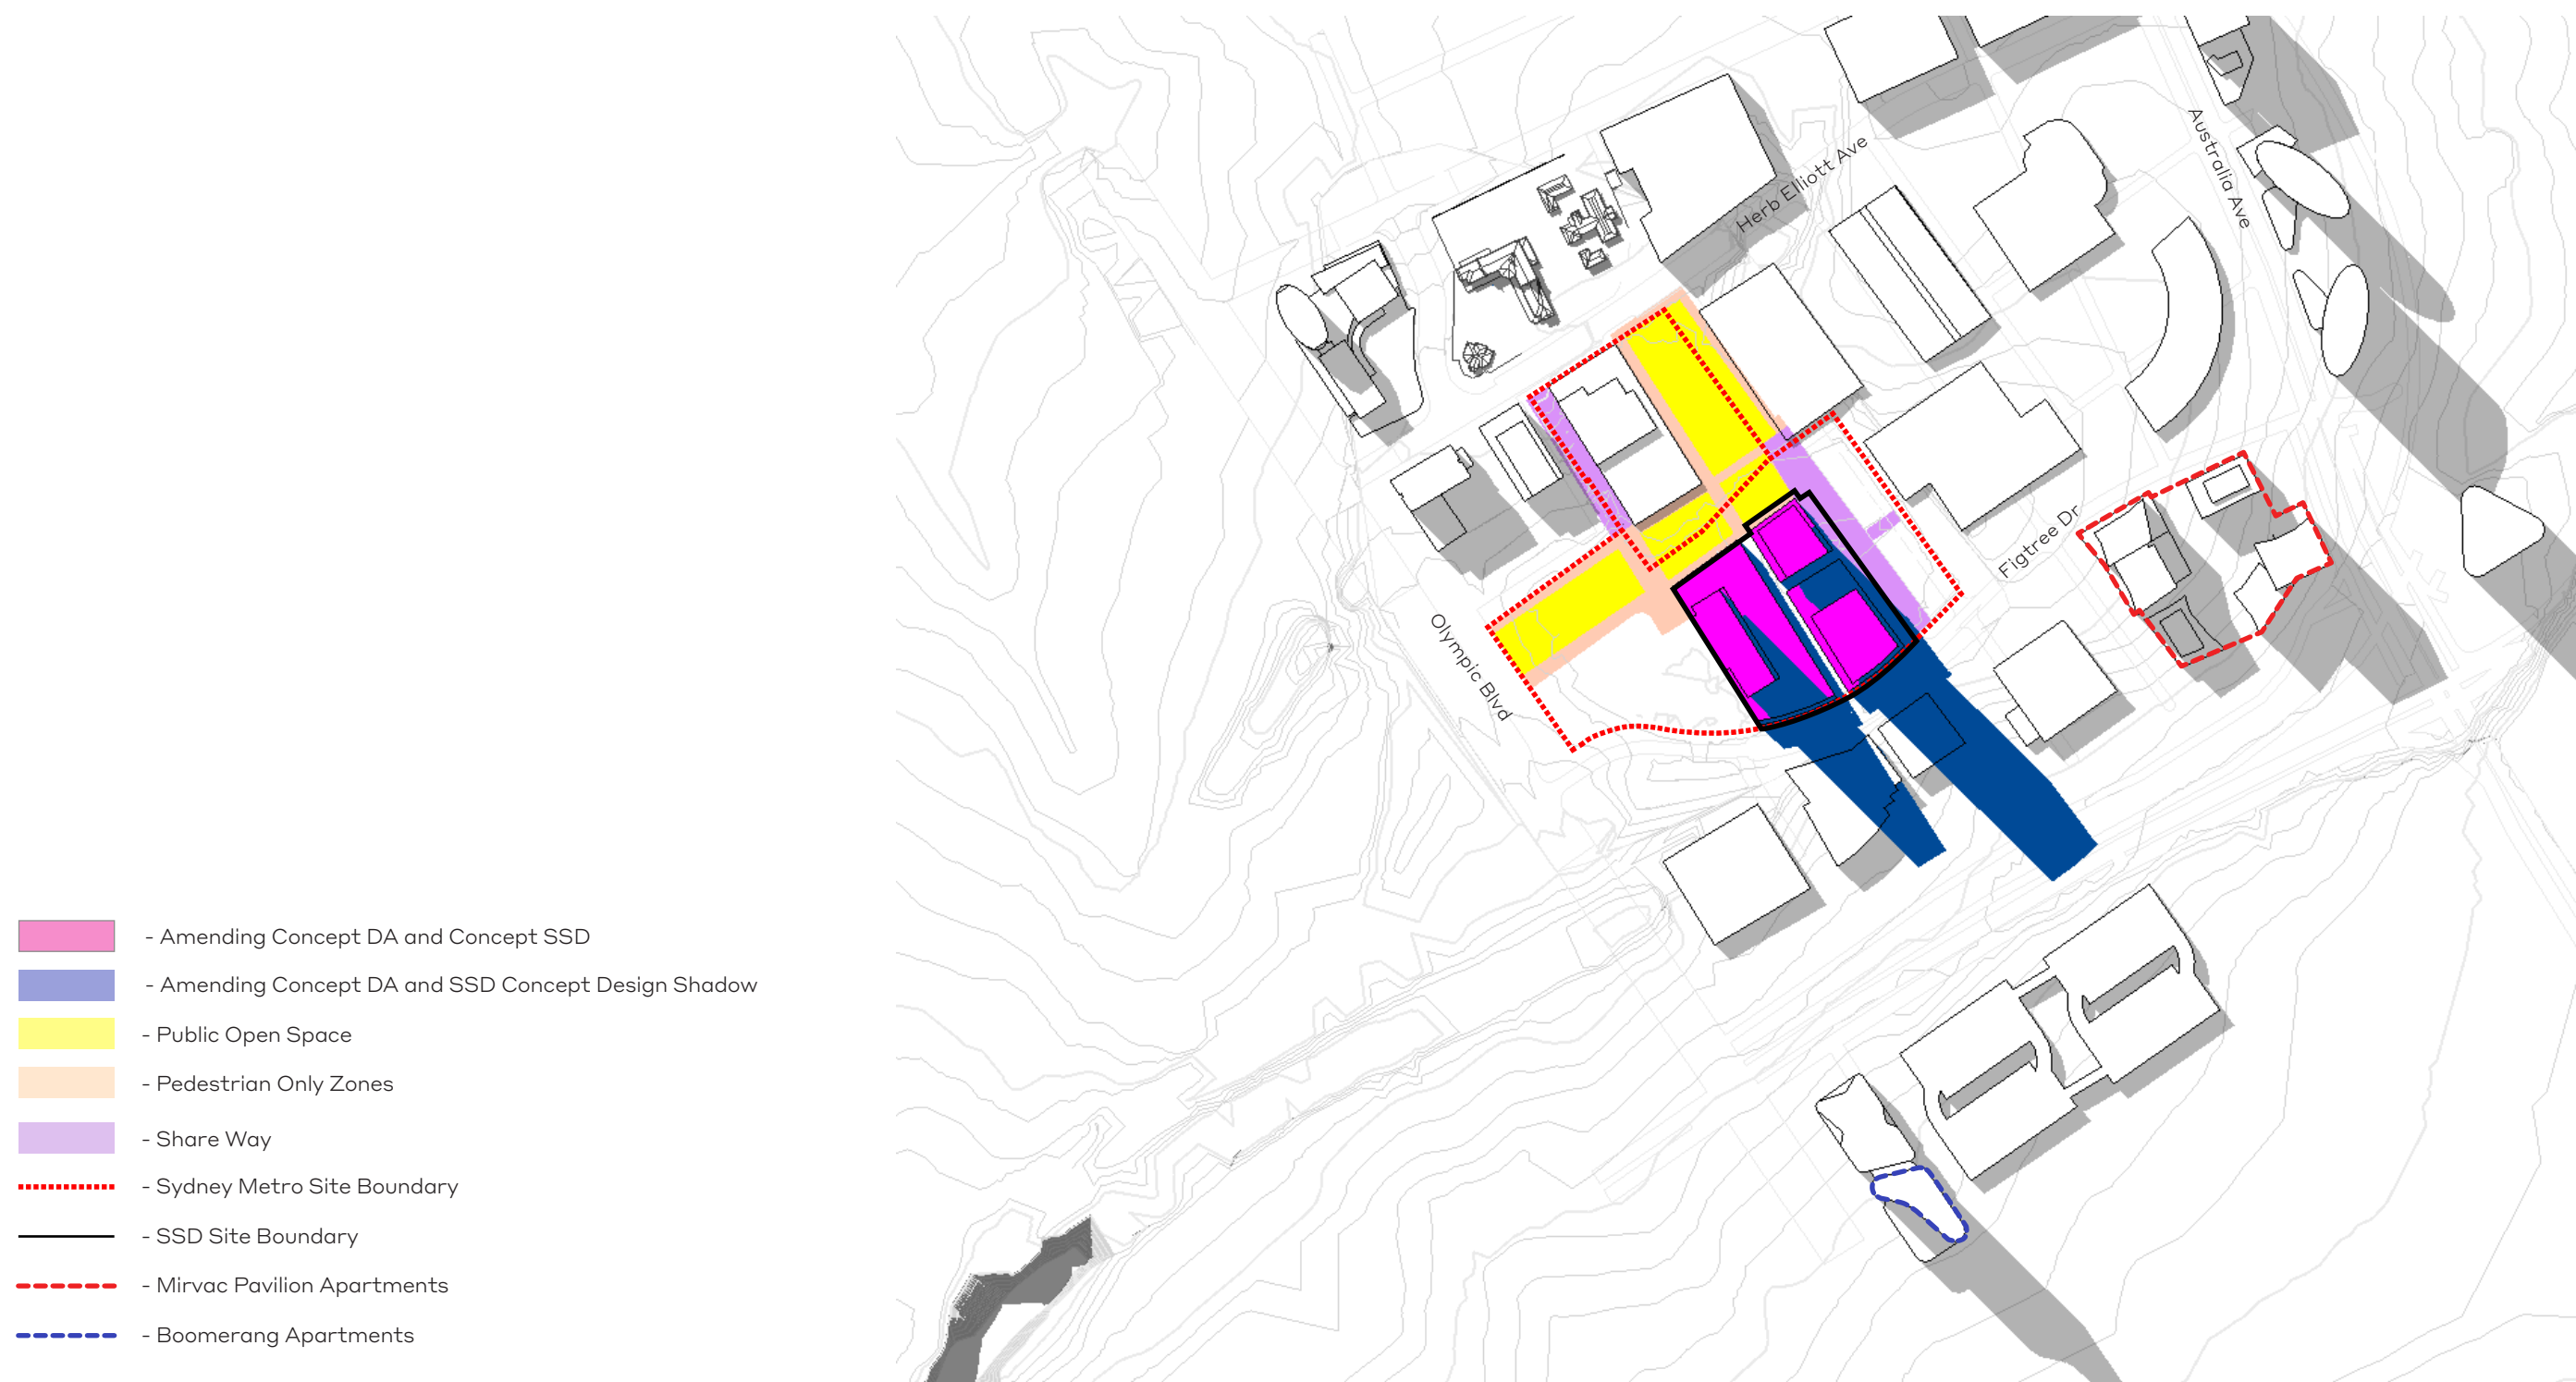 Herb Elliott Ave
Australia Ave
Figtree Dr
Olympic Blvd
- Amending Concept DA and Concept SSD
- Amending Concept DA and SSD Concept Design Shadow
- Public Open Space
- Pedestrian Only Zones
- Share Way
- Sydney Metro Site Boundary
- SSD Site Boundary
- Mirvac Pavilion Apartments
- Boomerang Apartments